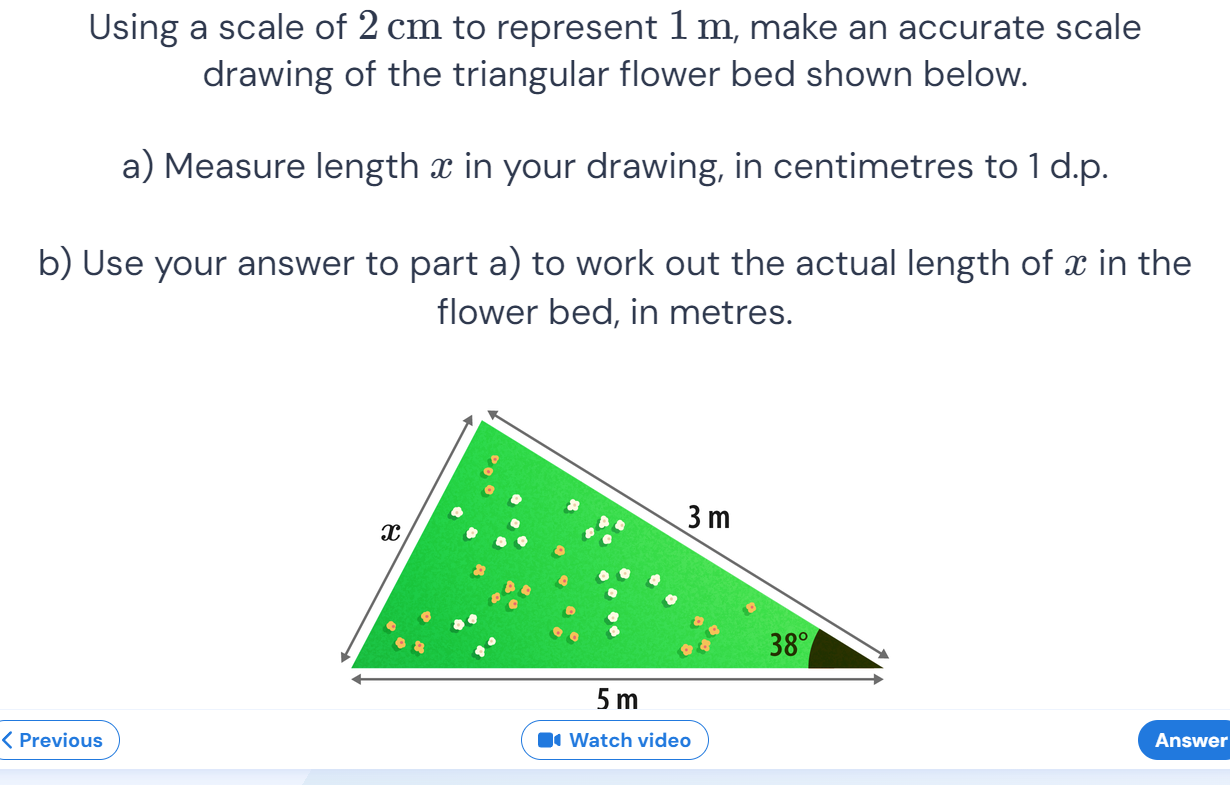 Using a scale of 2 cm to represent 1 m, make an accurate scale
drawing of the triangular flower bed shown below.
a) Measure length x in your drawing, in centimetres to 1 d.p.
b) Use your answer to part a) to work out the actual length of x in the
flower bed, in metres.
x
3 m
38°
5 m
Previous
Watch video
Answer